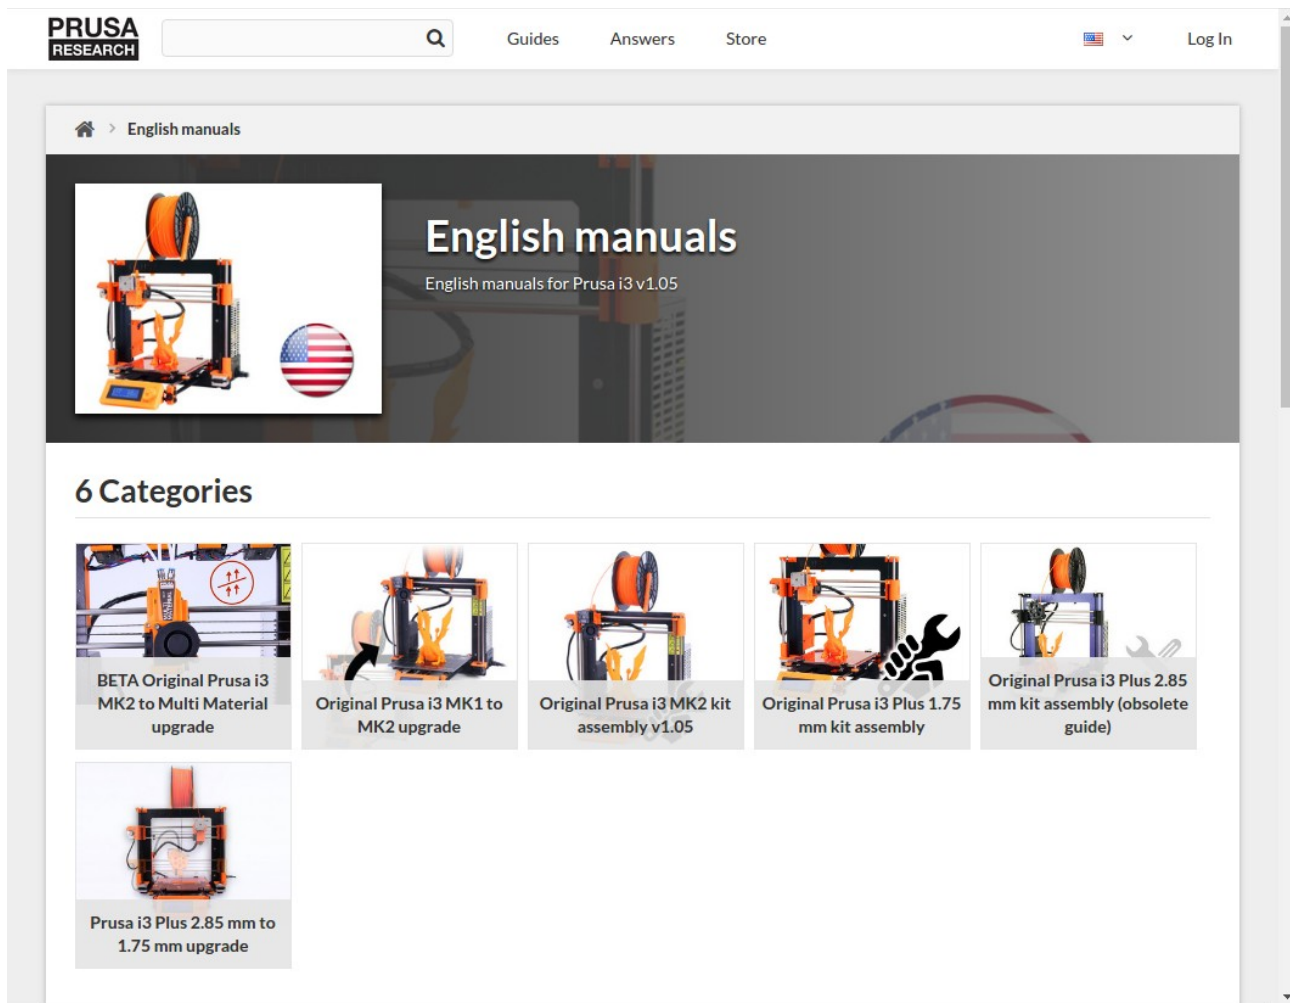 PRUSA
RESEARCH
Guides
Answers
Store
Log In
English manuals
English manuals
English manuals for Prusa i3 v1.05
6 Categories
BETA Original Prusa i3
MK2 to Multi Material
upgrade
Original Prusa i3 MK1 to
MK2 upgrade
Original Prusa i3 MK2 kit
assembly v1.05
Original Prusa i3 Plus 1.75
mm kit assembly
Original Prusa i3 Plus 2.85
mm kit assembly (obsolete
guide)
Prusa i3 Plus 2.85 mm to
1.75 mm upgrade